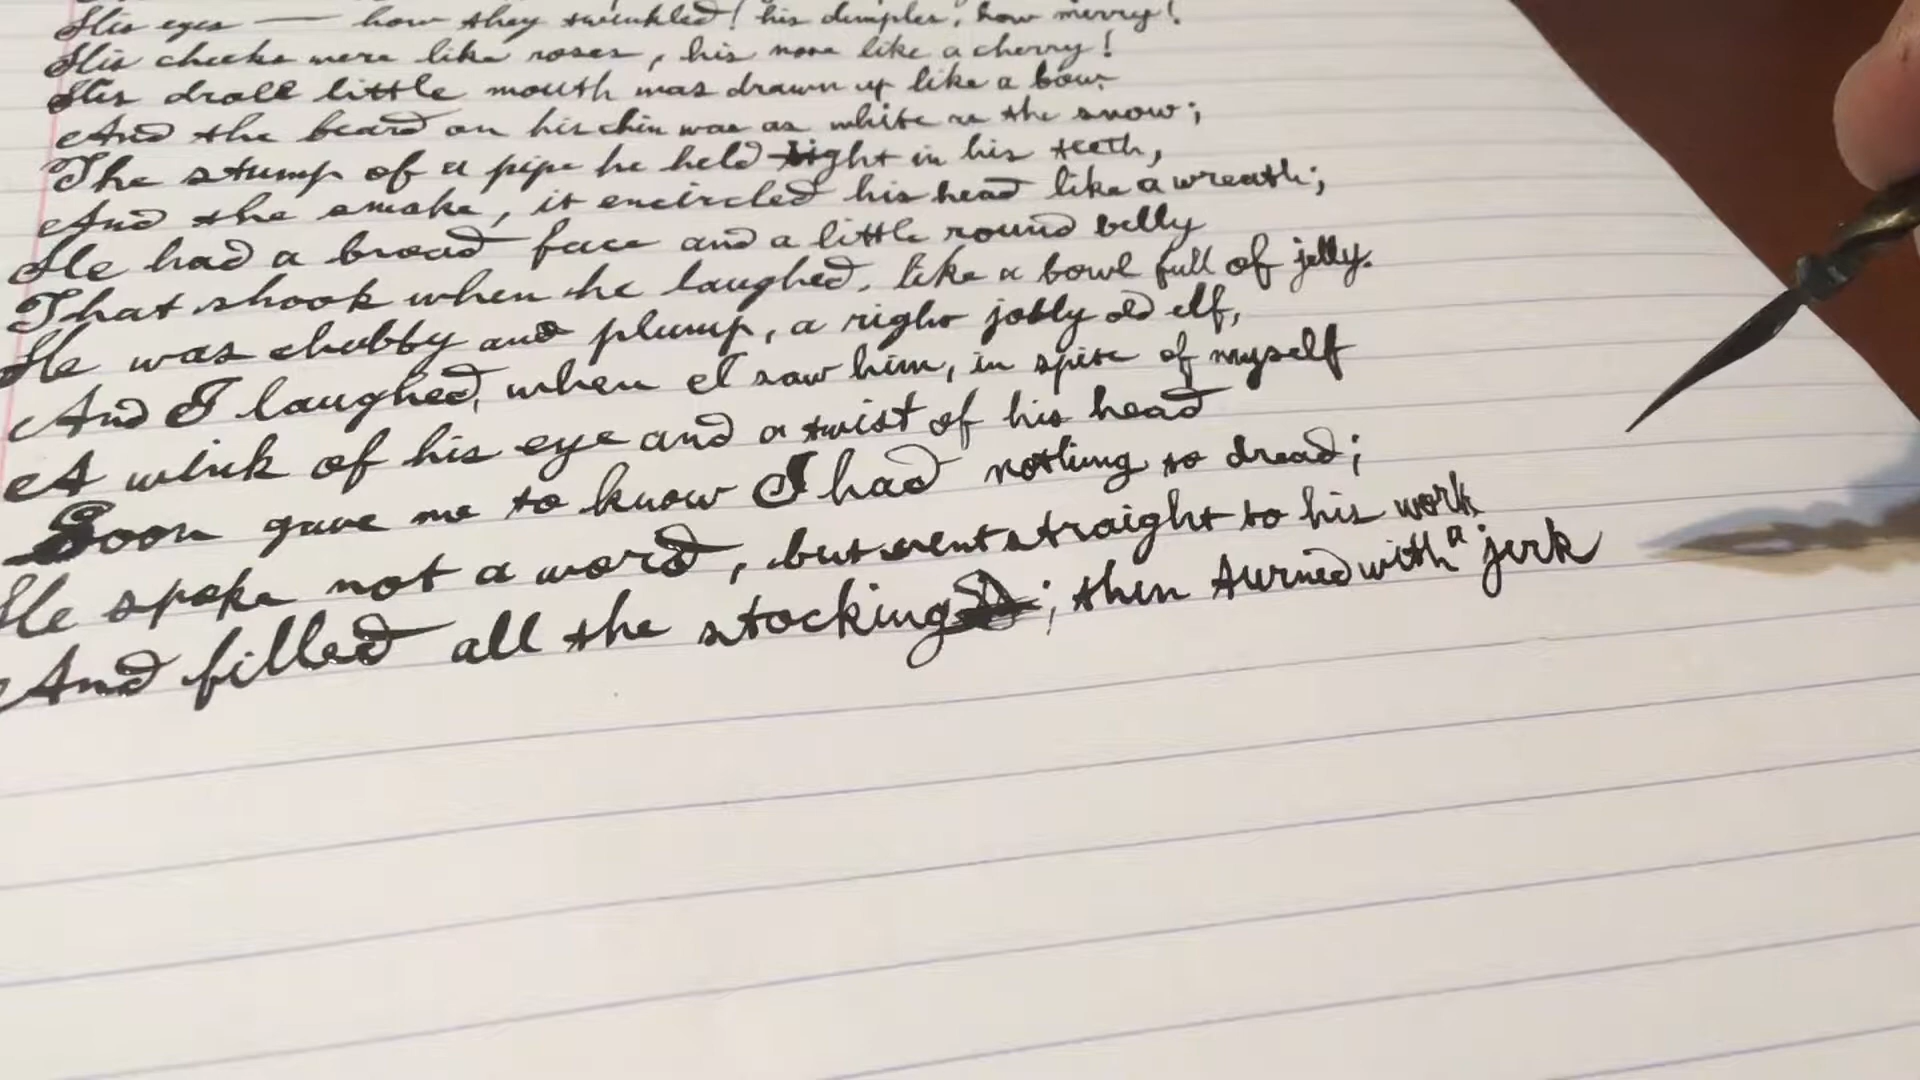 His eyes — how they twinkled! his dimples, how merry!
His cheeks were like roses, his nose like a cherry!
His droll little mouth was drawn up like a bow.
And the beard on his chin was as white as the snow;
The stump of a pipe he held tight in his teeth,
And the smoke, it encircled his head like a wreath;
He had a broad face and a little round belly
That shook when he laughed, like a bowl full of jelly.
He was chubby and plump, a right jolly old elf,
And I laughed, when I saw him, in spite of myself
A wink of his eye and a twist of his head
Soon gave me to know I had nothing to dread;
He spoke not a word, but went straight to his work
And filled all the stocking; then turned with a jerk